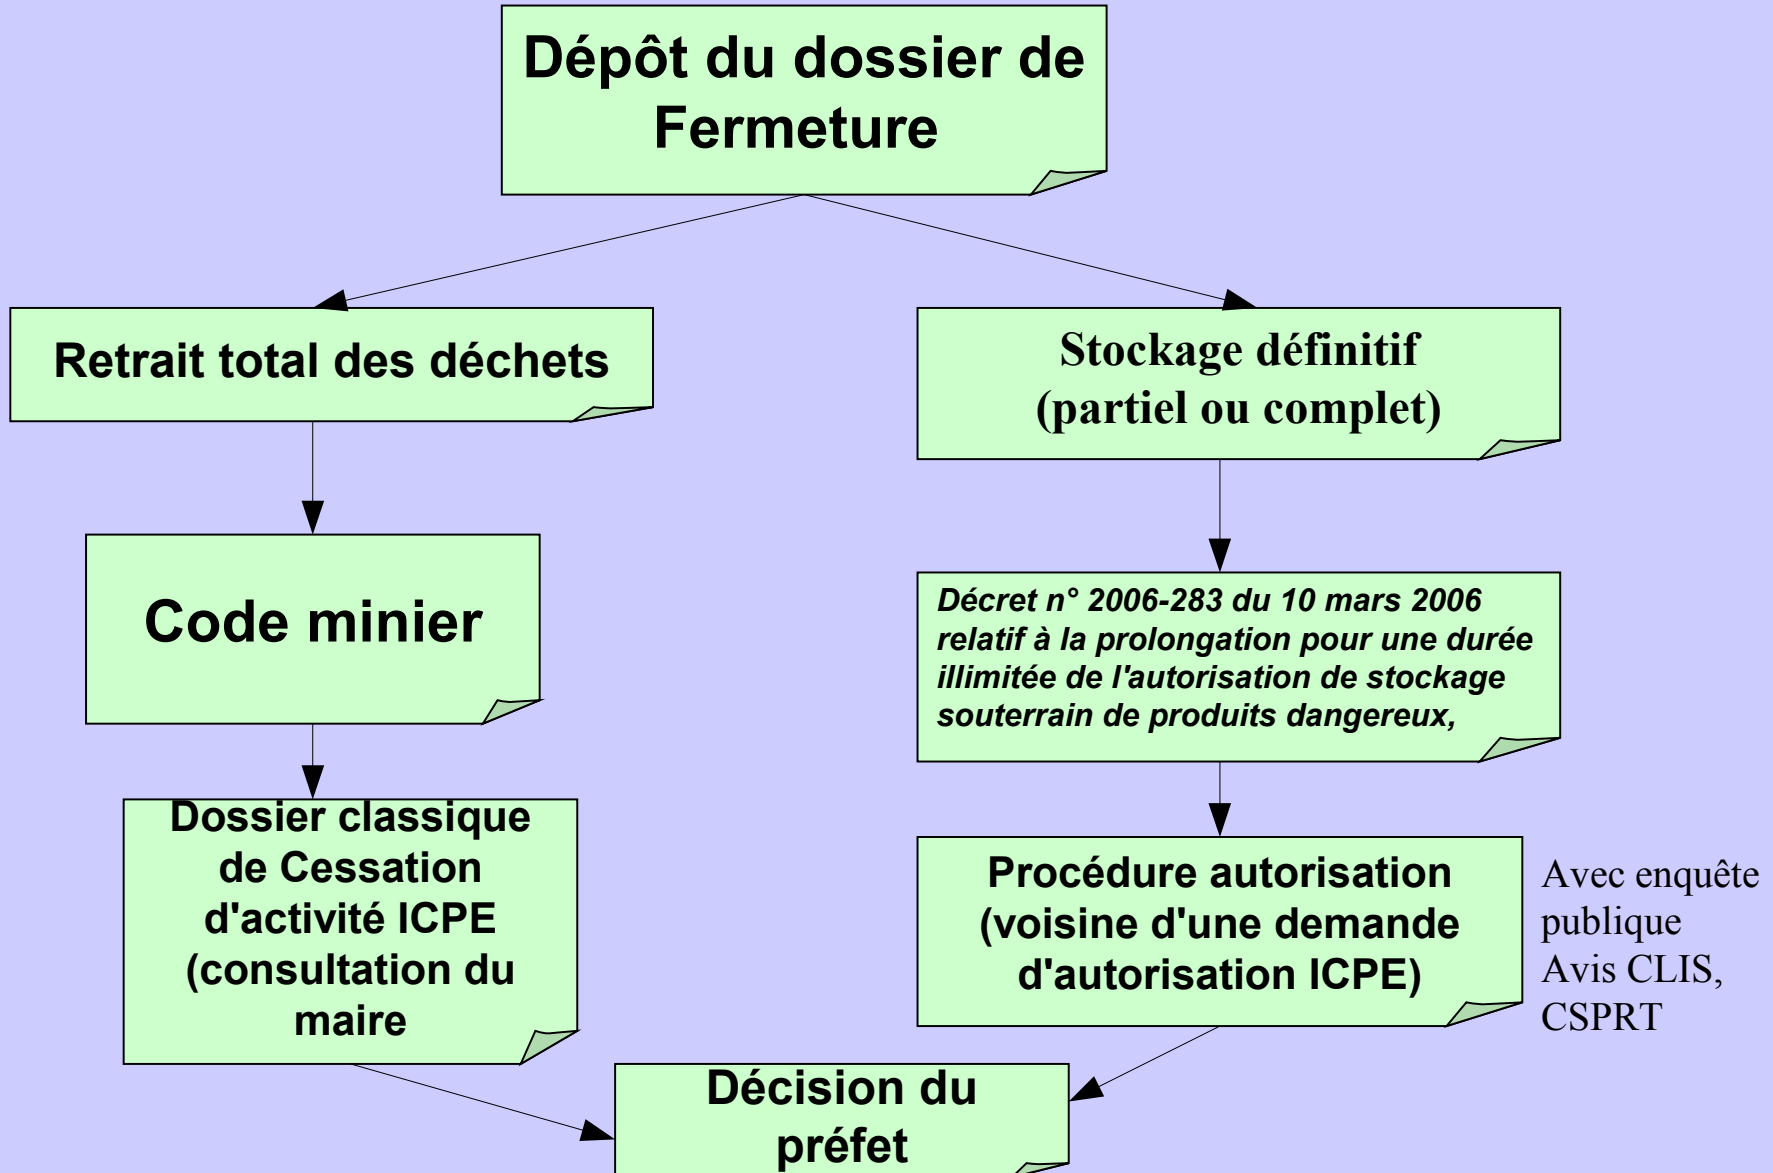 Dépôt du dossier de
Fermeture
Retrait total des déchets
Stockage définitif
(partiel ou complet)
Code minier
Décret n° 2006-283 du 10 mars 2006
relatif à la prolongation pour une durée
illimitée de l'autorisation de stockage
souterrain de produits dangereux,
Dossier classique
de Cessation
d'activité ICPE
(consultation du
maire
Procédure autorisation
(voisine d'une demande
d'autorisation ICPE)
Avec enquête
publique
Avis CLIS,
CSPRT
Décision du
préfet